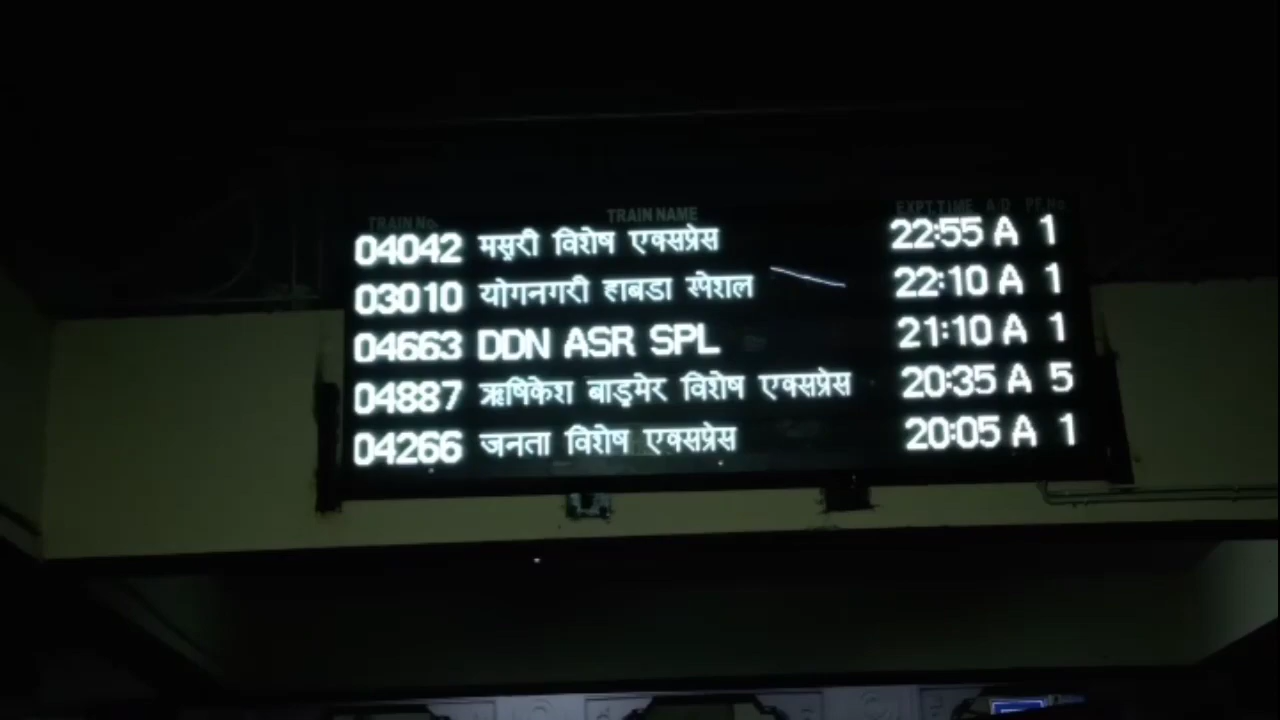 TRAIN No. TRAIN NAME EXPT.TIME A/D PF.No.
04042 मसूरी विशेष एक्सप्रेस 22:55 A 1
03010 योगनगरी हाबडा स्पेशल 22:10 A 1
04663 DDN ASR SPL 21:10 A 1
04887 ऋषिकेश बाड़मेर विशेष एक्सप्रेस 20:35 A 5
04266 जनता विशेष एक्सप्रेस 20:05 A 1